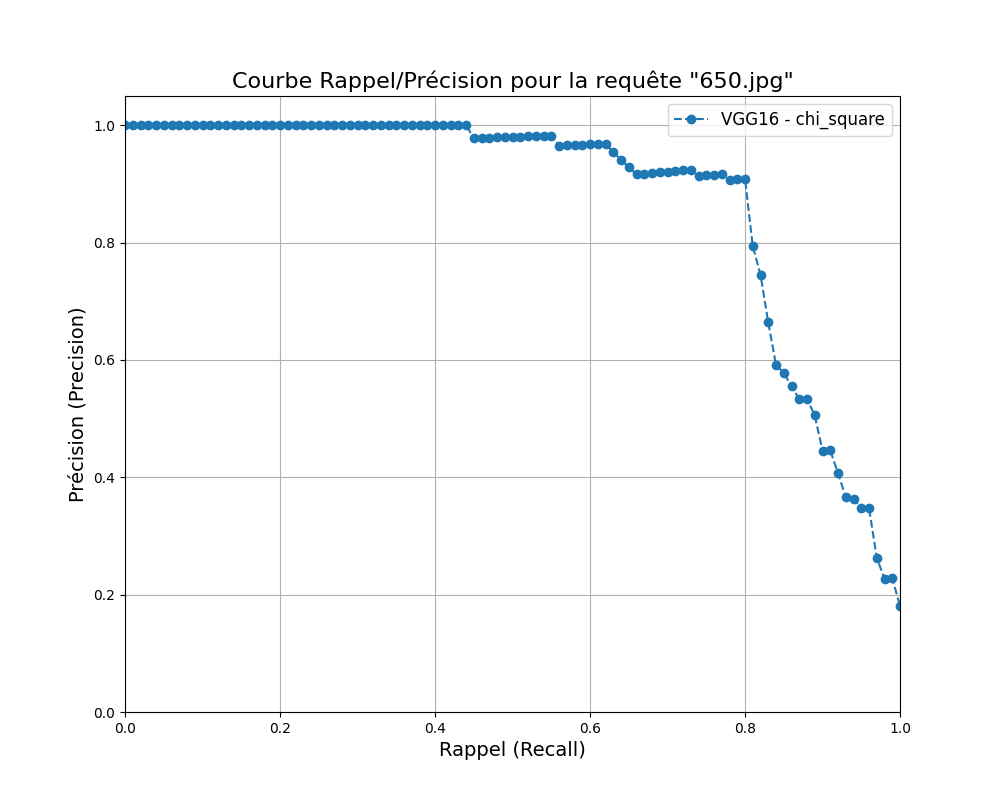 Courbe Rappel/Précision pour la requête "650.jpg"
VGG16 - chi_square
Précision (Precision)
1.0
0.8
0.6
0.4
0.2
0.0
0.0 0.2 0.4 0.6 0.8 1.0
Rappel (Recall)